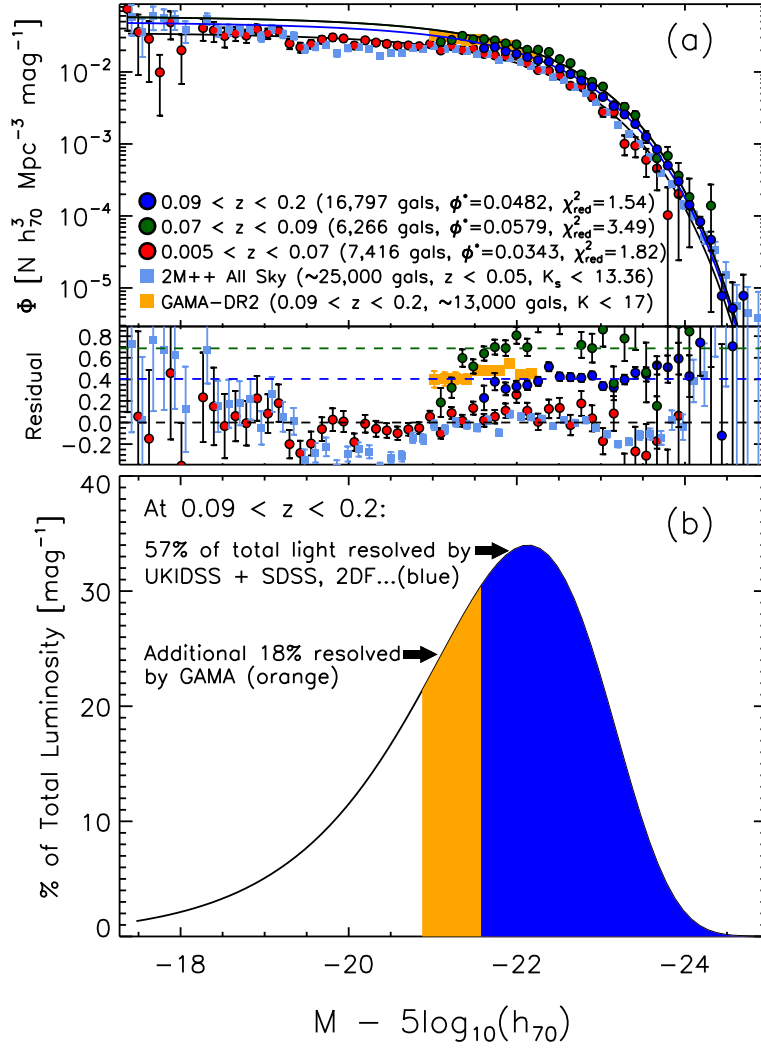 (a)
10⁻²
10⁻³
10⁻⁴
10⁻⁵
Φ [N h³₇₀ Mpc⁻³ mag⁻¹]
0.09 < z < 0.2 (16,797 gals, ϕ*=0.0482, χ²red=1.54)
0.07 < z < 0.09 (6,266 gals, ϕ*=0.0579, χ²red=3.49)
0.005 < z < 0.07 (7,416 gals, ϕ*=0.0343, χ²red=1.82)
2M++ All Sky (~25,000 gals, z < 0.05, Kₛ < 13.36)
GAMA-DR2 (0.09 < z < 0.2, ~13,000 gals, K < 17)
0.8
0.4
0.0
-0.2
Residual
(b)
40
30
20
10
0
% of Total Luminosity [mag⁻¹]
At 0.09 < z < 0.2:
57% of total light resolved by
UKIDSS + SDSS, 2DF...(blue)
Additional 18% resolved
by GAMA (orange)
-18 -20 -22 -24
M - 5log₁₀(h₇₀)